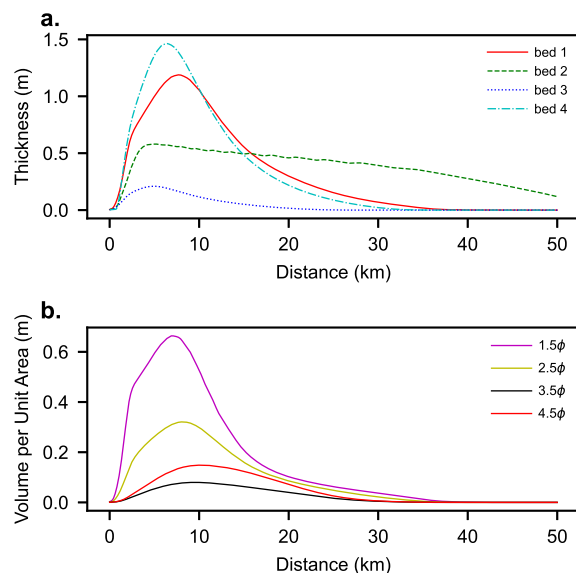 a.
Thickness (m)
1.5
1.0
0.5
0.0
bed 1
bed 2
bed 3
bed 4
0 10 20 30 40 50
Distance (km)
b.
Volume per Unit Area (m)
0.6
0.4
0.2
0.0
1.5ϕ
2.5ϕ
3.5ϕ
4.5ϕ
0 10 20 30 40 50
Distance (km)